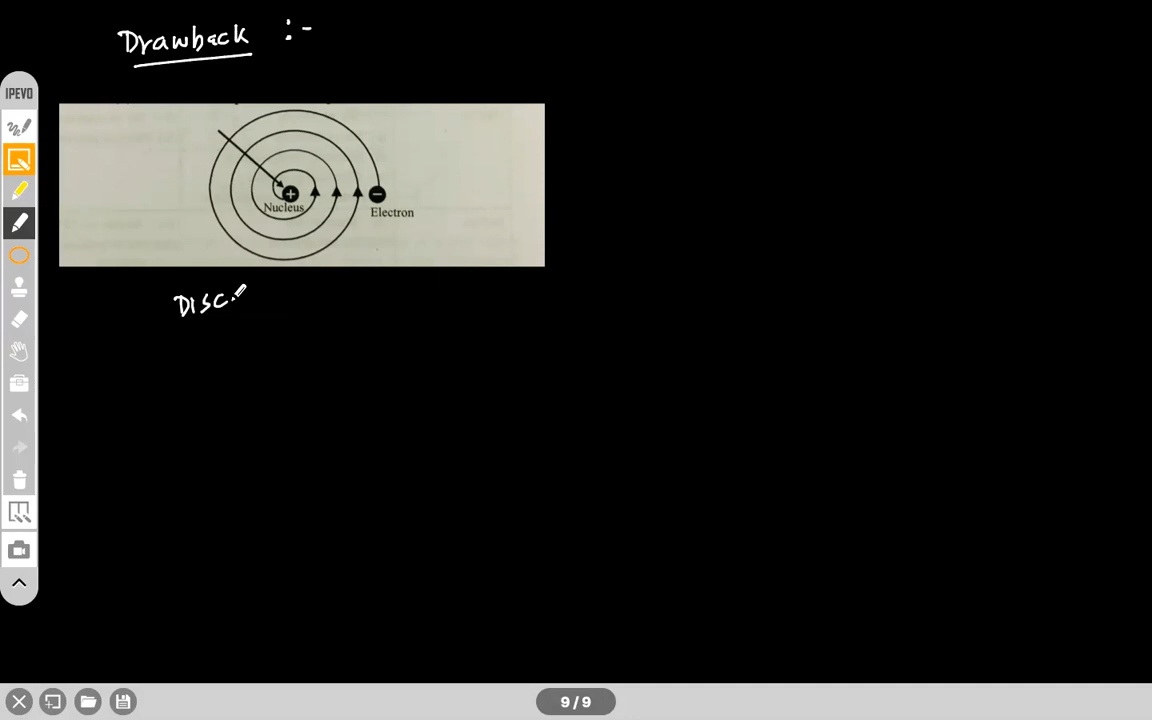 Drawback :-
IPEVO
Nucleus
Electron
DISC
9 / 9